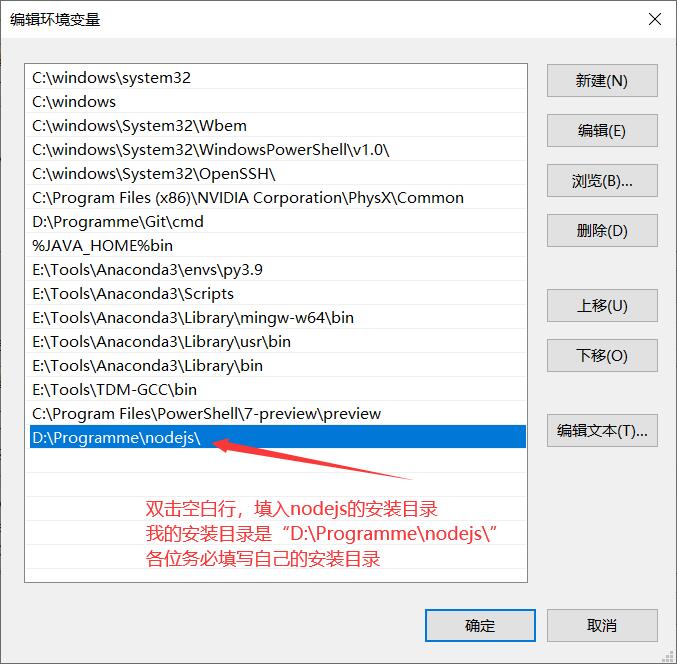 编辑环境变量
C:\windows\system32
C:\windows
C:\windows\System32\Wbem
C:\windows\System32\WindowsPowerShell\v1.0\
C:\windows\System32\OpenSSH\
C:\Program Files (x86)\NVIDIA Corporation\PhysX\Common
D:\Programme\Git\cmd
%JAVA_HOME%bin
E:\Tools\Anaconda3\envs\py3.9
E:\Tools\Anaconda3\Scripts
E:\Tools\Anaconda3\Library\mingw-w64\bin
E:\Tools\Anaconda3\Library\usr\bin
E:\Tools\Anaconda3\Library\bin
E:\Tools\TDM-GCC\bin
C:\Program Files\PowerShell\7-preview\preview
D:\Programme\nodejs\
双击空白行，填入nodejs的安装目录
我的安装目录是“D:\Programme\nodejs\”
各位务必填写自己的安装目录
新建(N)
编辑(E)
浏览(B)...
删除(D)
上移(U)
下移(O)
编辑文本(T)...
确定
取消